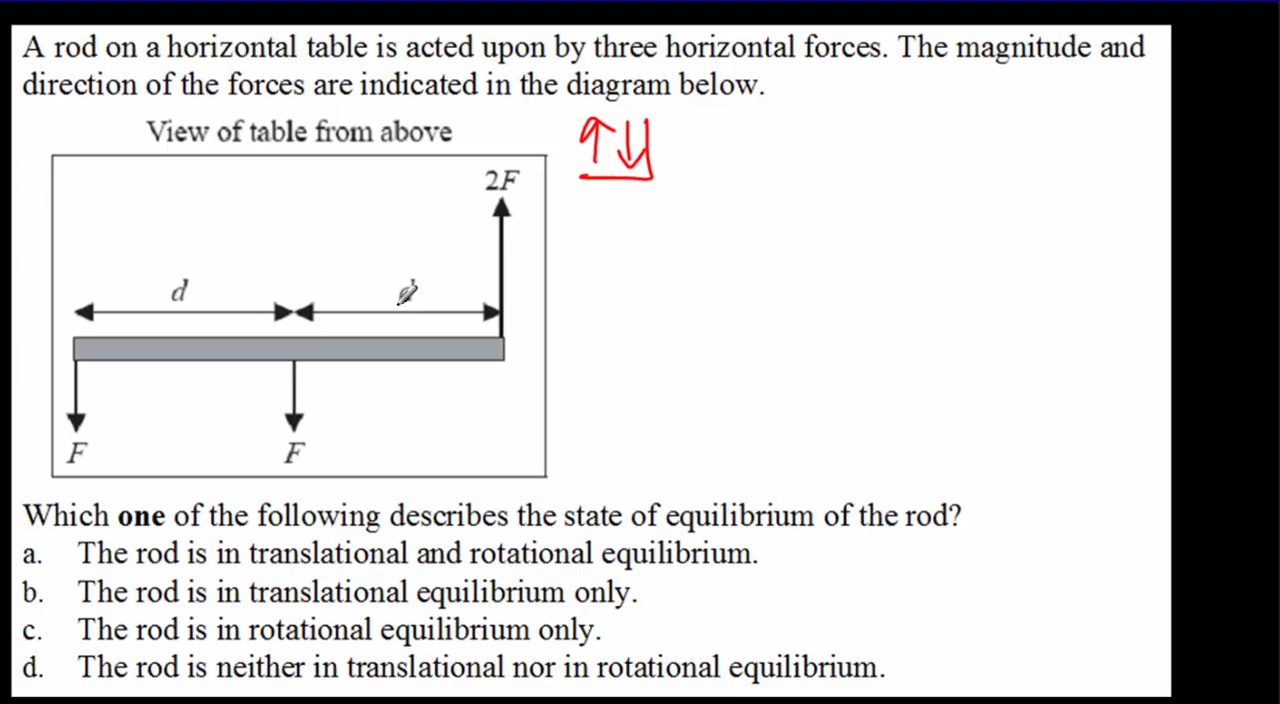 A rod on a horizontal table is acted upon by three horizontal forces. The magnitude and
direction of the forces are indicated in the diagram below.
View of table from above
2F
d
F
F
Which one of the following describes the state of equilibrium of the rod?
a. The rod is in translational and rotational equilibrium.
b. The rod is in translational equilibrium only.
c. The rod is in rotational equilibrium only.
d. The rod is neither in translational nor in rotational equilibrium.